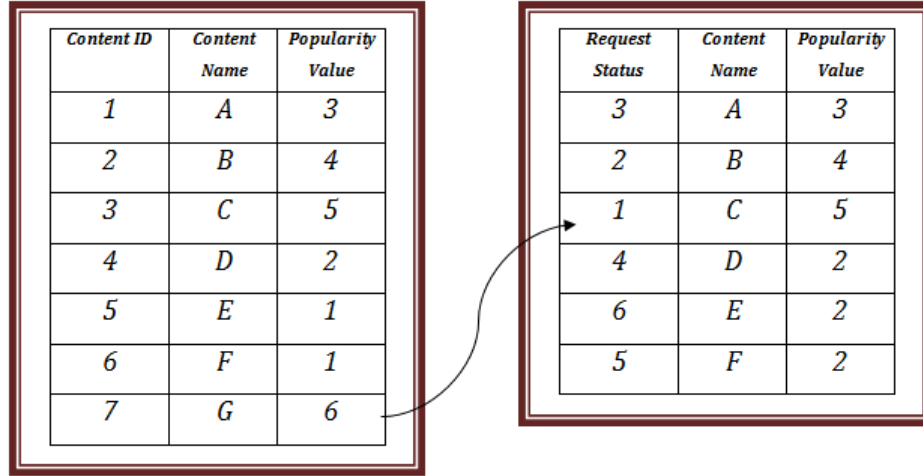 Content ID Content Name Popularity Value
1 A 3
2 B 4
3 C 5
4 D 2
5 E 1
6 F 1
7 G 6
Request Status Content Name Popularity Value
3 A 3
2 B 4
1 C 5
4 D 2
6 E 2
5 F 2